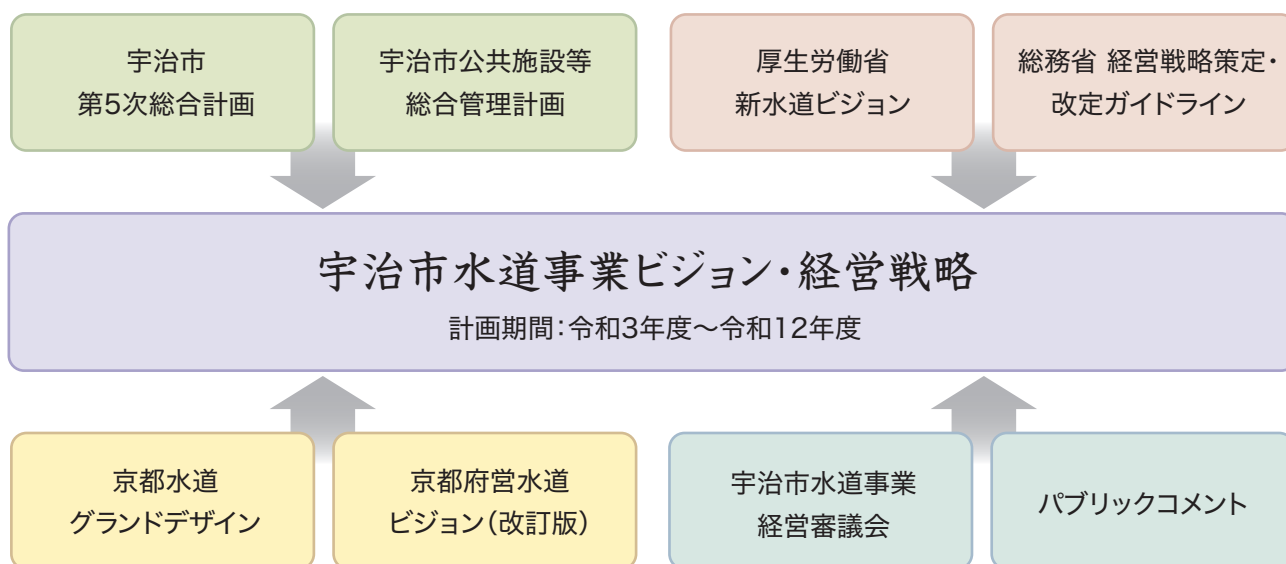 宇治市
第5次総合計画
宇治市公共施設等
総合管理計画
厚生労働省
新水道ビジョン
総務省 経営戦略策定・
改定ガイドライン
宇治市水道事業ビジョン・経営戦略
計画期間：令和3年度～令和12年度
京都水道
グランドデザイン
京都府営水道
ビジョン（改訂版）
宇治市水道事業
経営審議会
パブリックコメント